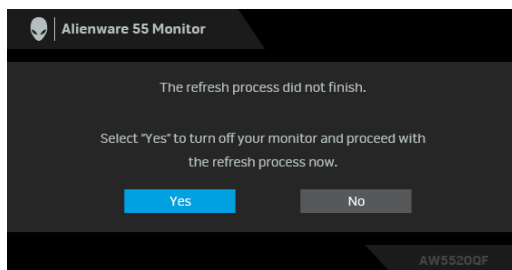 Alienware 55 Monitor
The refresh process did not finish.
Select "Yes" to turn off your monitor and proceed with
the refresh process now.
Yes
No
AW5520QF